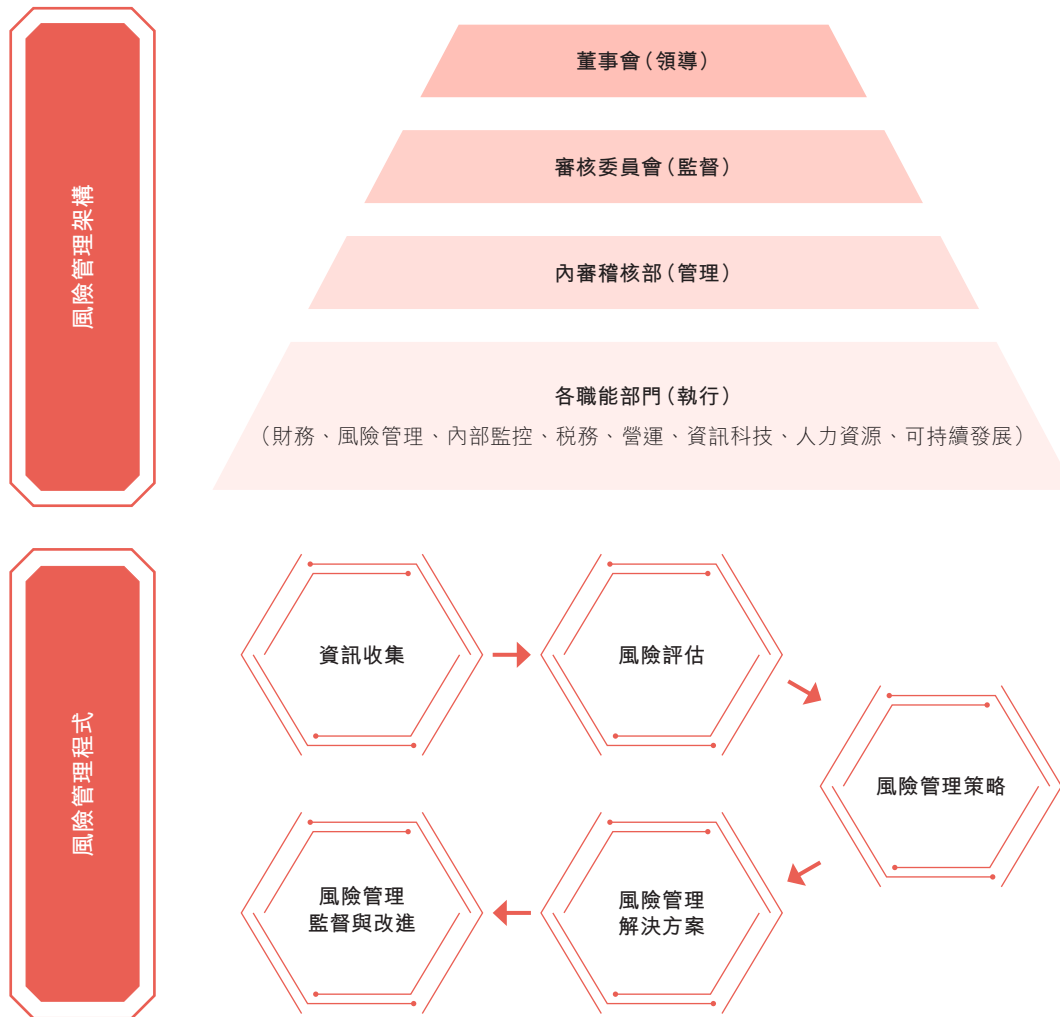 風險管理架構
董事會（領導）
審核委員會（監督）
內審稽核部（管理）
各職能部門（執行）
（財務、風險管理、內部監控、税務、營運、資訊科技、人力資源、可持續發展）
風險管理程式
資訊收集
風險評估
風險管理策略
風險管理
解決方案
風險管理
監督與改進